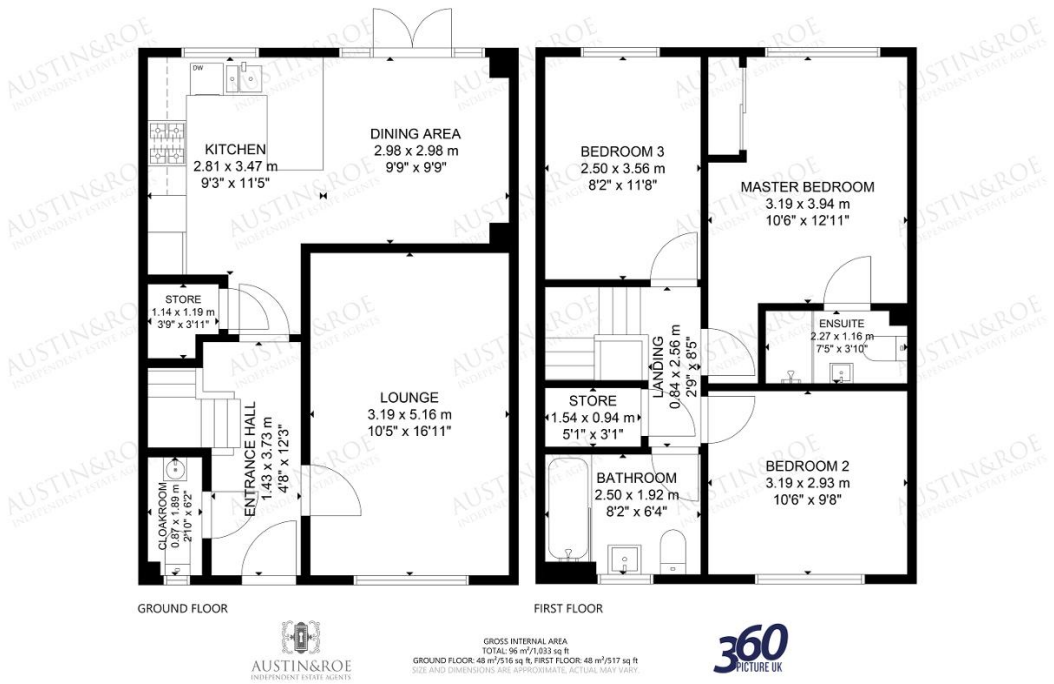 DW
KITCHEN
2.81 x 3.47 m
9'3" x 11'5"
DINING AREA
2.98 x 2.98 m
9'9" x 9'9"
STORE
1.14 x 1.19 m
3'9" x 3'11"
ENTRANCE HALL
1.43 x 3.73 m
4'8" x 12'3"
LOUNGE
3.19 x 5.16 m
10'5" x 16'11"
CLOAKROOM
0.87 x 1.89 m
2'10" x 6'2"
GROUND FLOOR
BEDROOM 3
2.50 x 3.56 m
8'2" x 11'8"
MASTER BEDROOM
3.19 x 3.94 m
10'6" x 12'11"
ENSUITE
2.27 x 1.16 m
7'5" x 3'10"
LANDING
0.84 x 2.56 m
2'9" x 8'5"
STORE
1.54 x 0.94 m
5'1" x 3'1"
BATHROOM
2.50 x 1.92 m
8'2" x 6'4"
BEDROOM 2
3.19 x 2.93 m
10'6" x 9'8"
FIRST FLOOR
AUSTIN&ROE
INDEPENDENT ESTATE AGENTS
GROSS INTERNAL AREA
TOTAL: 96 m²/1,033 sq ft
GROUND FLOOR: 48 m²/516 sq ft, FIRST FLOOR: 48 m²/517 sq ft
SIZE AND DIMENSIONS ARE APPROXIMATE, ACTUAL MAY VARY.
360
PICTURE UK